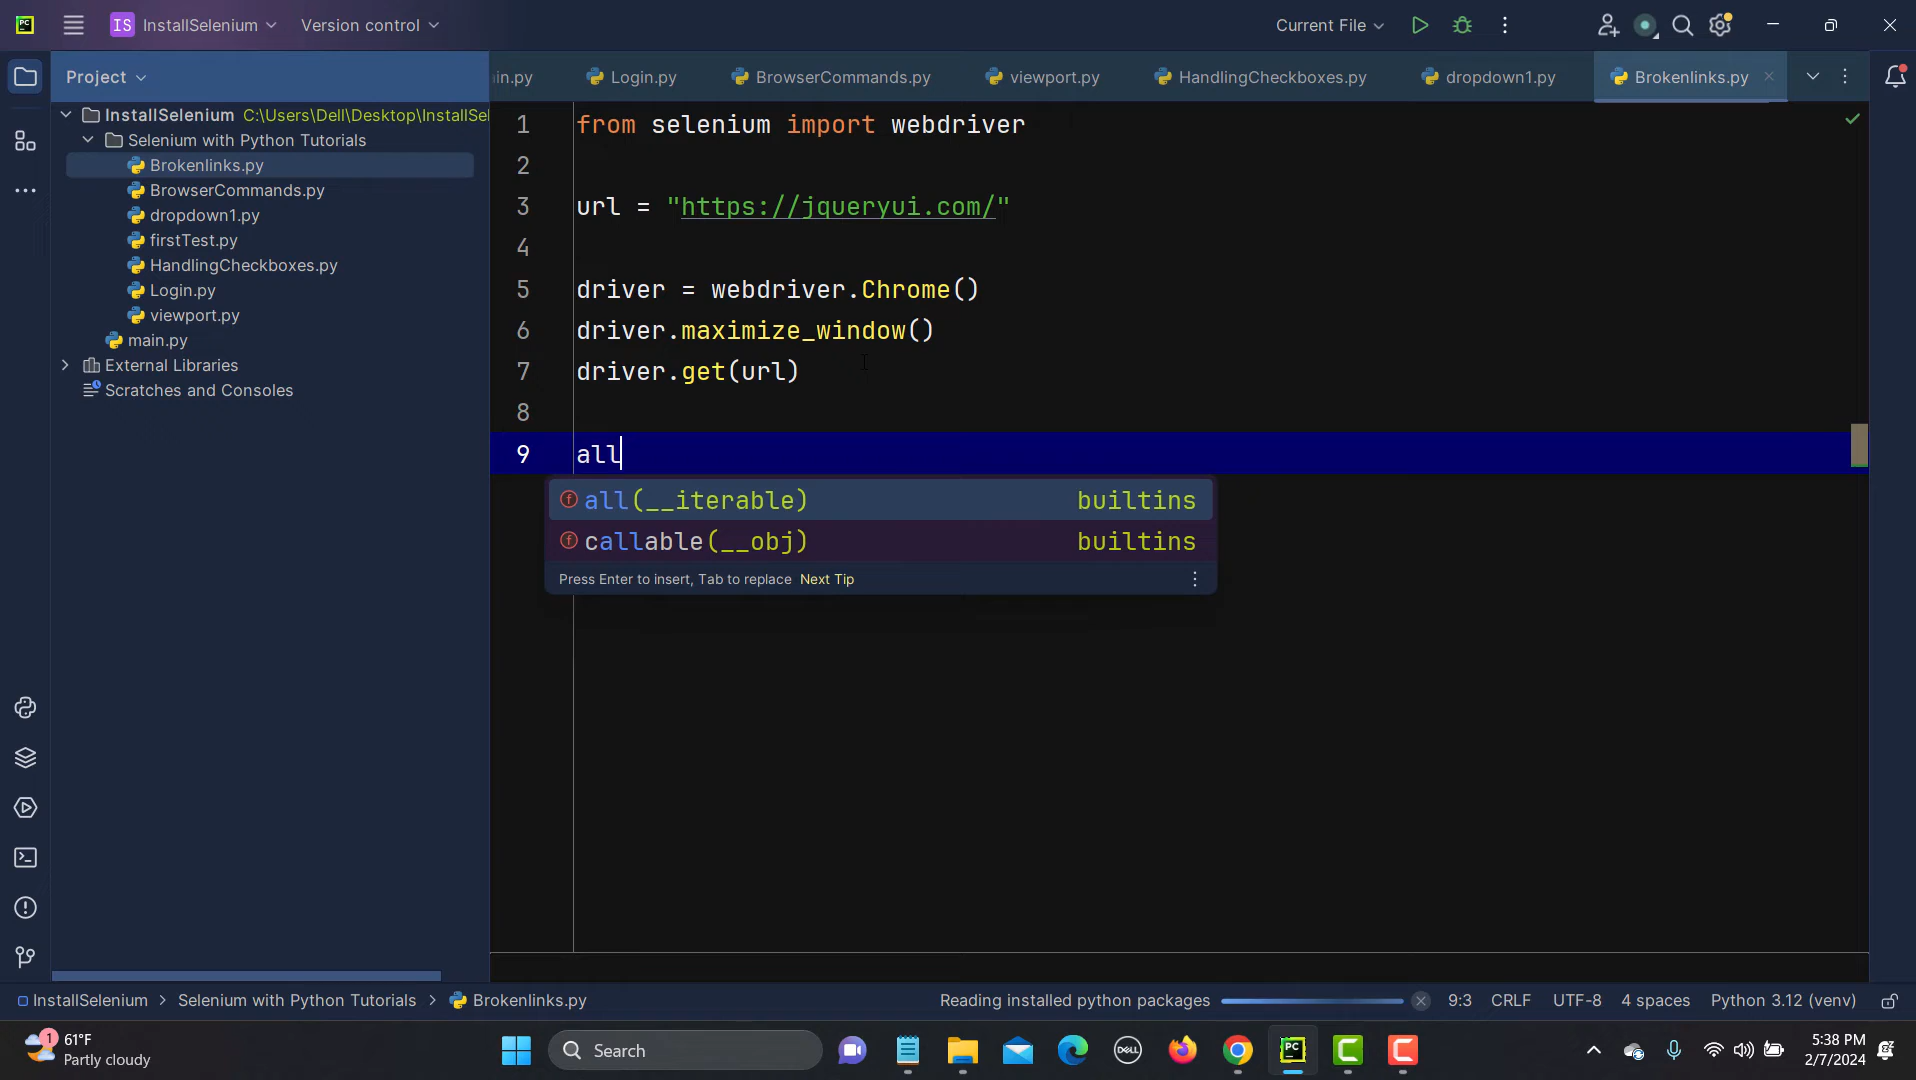 PC
IS InstallSelenium
Version control
Current File
Project
in.py
Login.py
BrowserCommands.py
viewport.py
HandlingCheckboxes.py
dropdown1.py
Brokenlinks.py
InstallSelenium C:\Users\Dell\Desktop\InstallSel
Selenium with Python Tutorials
Brokenlinks.py
BrowserCommands.py
dropdown1.py
firstTest.py
HandlingCheckboxes.py
Login.py
viewport.py
main.py
External Libraries
Scratches and Consoles
1 from selenium import webdriver
2
3 url = "https://jqueryui.com/"
4
5 driver = webdriver.Chrome()
6 driver.maximize_window()
7 driver.get(url)
8
9 all
all(__iterable) builtins
callable(__obj) builtins
Press Enter to insert, Tab to replace Next Tip
InstallSelenium > Selenium with Python Tutorials > Brokenlinks.py
Reading installed python packages
9:3 CRLF UTF-8 4 spaces Python 3.12 (venv)
1
61°F
Partly cloudy
Search
DELL
PC
C
C
5:38 PM
2/7/2024